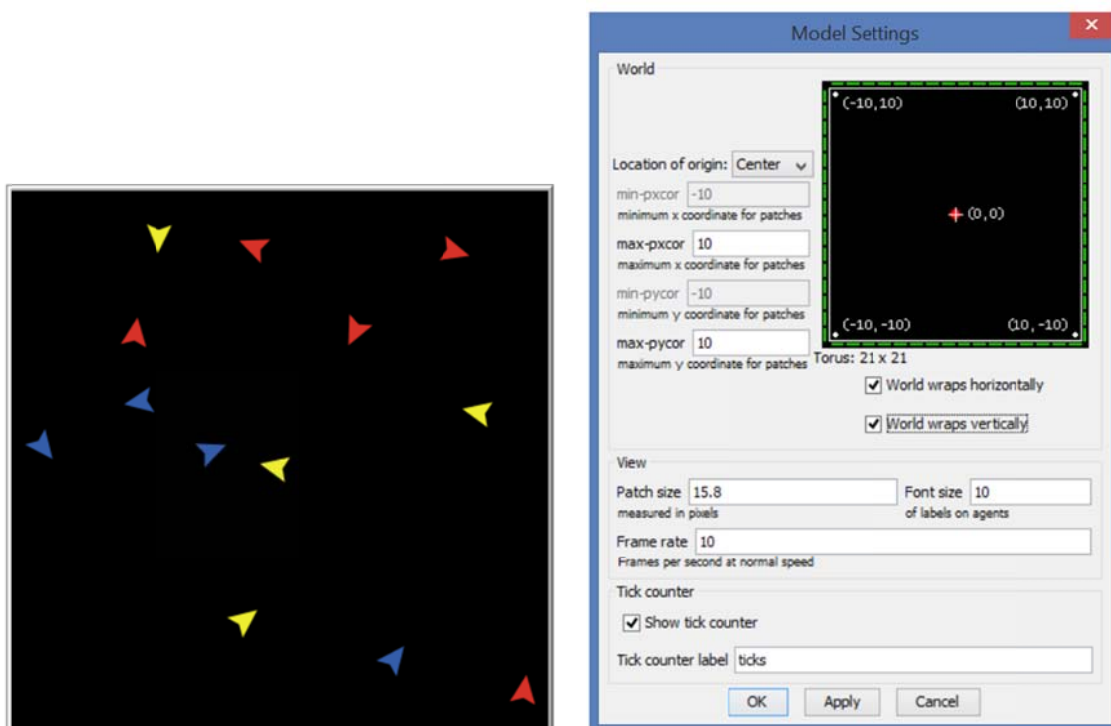 Model Settings
World
(-10,10)
(10,10)
Location of origin: Center
min-pxcor -10
minimum x coordinate for patches
(0,0)
max-pxcor 10
maximum x coordinate for patches
min-pycor -10
minimum y coordinate for patches
(-10,-10)
(10,-10)
max-pycor 10
maximum y coordinate for patches
Torus: 21 x 21
World wraps horizontally
World wraps vertically
View
Patch size 15.8
measured in pixels
Font size 10
of labels on agents
Frame rate 10
Frames per second at normal speed
Tick counter
Show tick counter
Tick counter label ticks
OK
Apply
Cancel